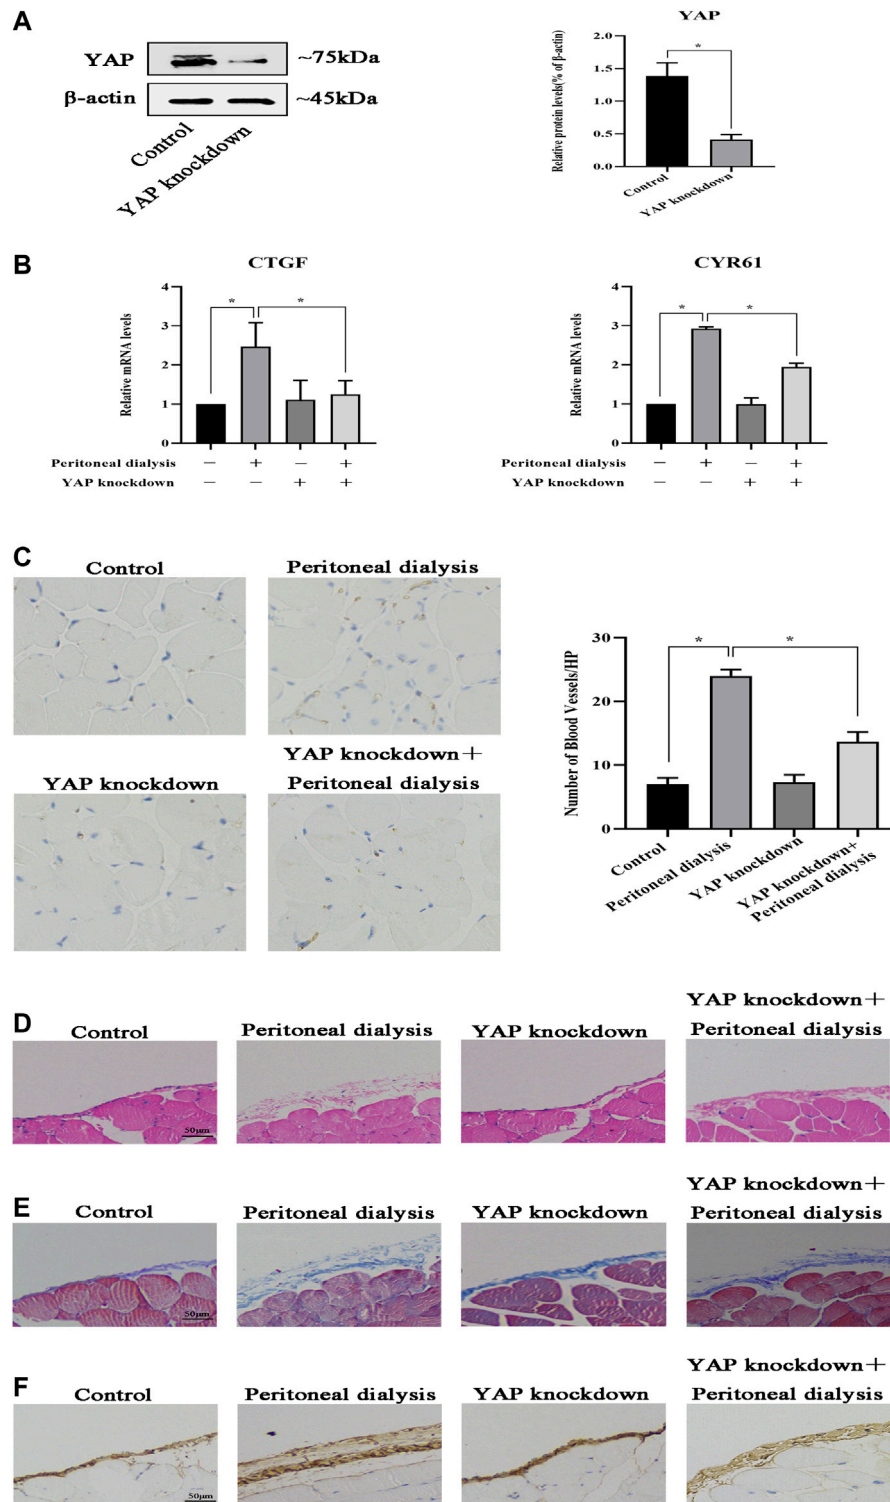 A
YAP
~75kDa
β-actin
~45kDa
Control
YAP knockdown
YAP
Relative protein levels(% of β-actin)
2.0
1.5
1.0
0.5
0.0
Control
YAP knockdown
B
CTGF
Relative mRNA levels
4
3
2
1
0
*
*
Peritoneal dialysis − + − +
YAP knockdown − − + +
CYR61
Relative mRNA levels
4
3
2
1
0
*
*
Peritoneal dialysis − + − +
YAP knockdown − − + +
C
Control
Peritoneal dialysis
YAP knockdown
YAP knockdown+
Peritoneal dialysis
Number of Blood Vessels/HP
30
20
10
0
*
*
Control
Peritoneal dialysis
YAP knockdown
YAP knockdown+
Peritoneal dialysis
D
Control
Peritoneal dialysis
YAP knockdown
YAP knockdown+
Peritoneal dialysis
50μm
E
Control
Peritoneal dialysis
YAP knockdown
YAP knockdown+
Peritoneal dialysis
50μm
F
Control
Peritoneal dialysis
YAP knockdown
YAP knockdown+
Peritoneal dialysis
50μm